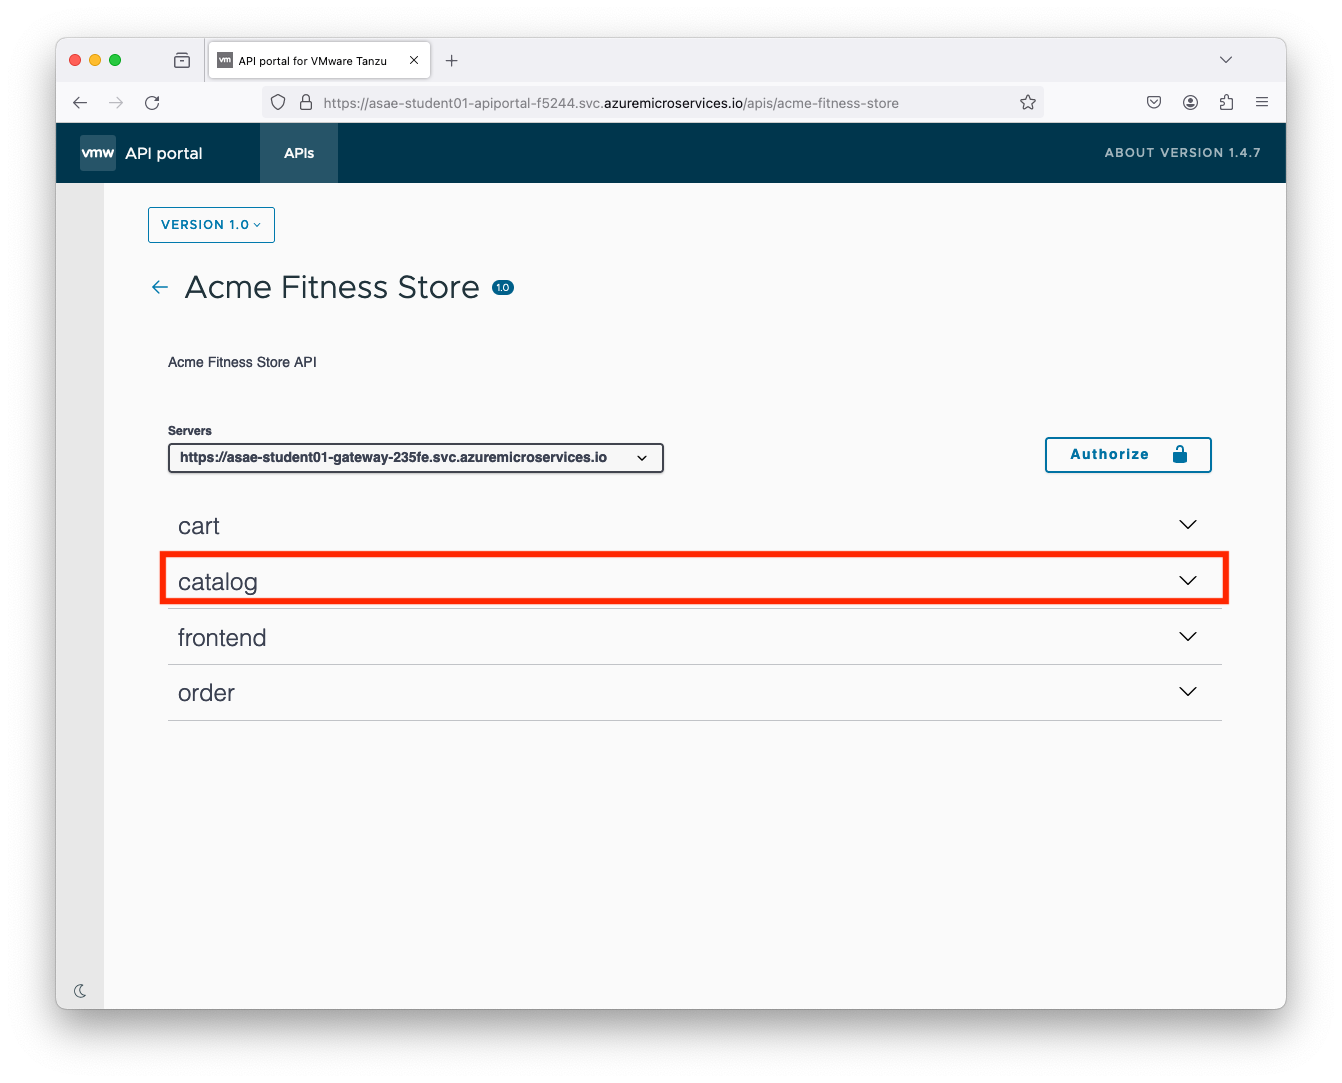 vm API portal for VMware Tanzu
https://asae-student01-apiportal-f5244.svc.azuremicroservices.io/apis/acme-fitness-store
vmw API portal APIs ABOUT VERSION 1.4.7
VERSION 1.0
Acme Fitness Store 1.0
Acme Fitness Store API
Servers
https://asae-student01-gateway-235fe.svc.azuremicroservices.io
Authorize
cart
catalog
frontend
order